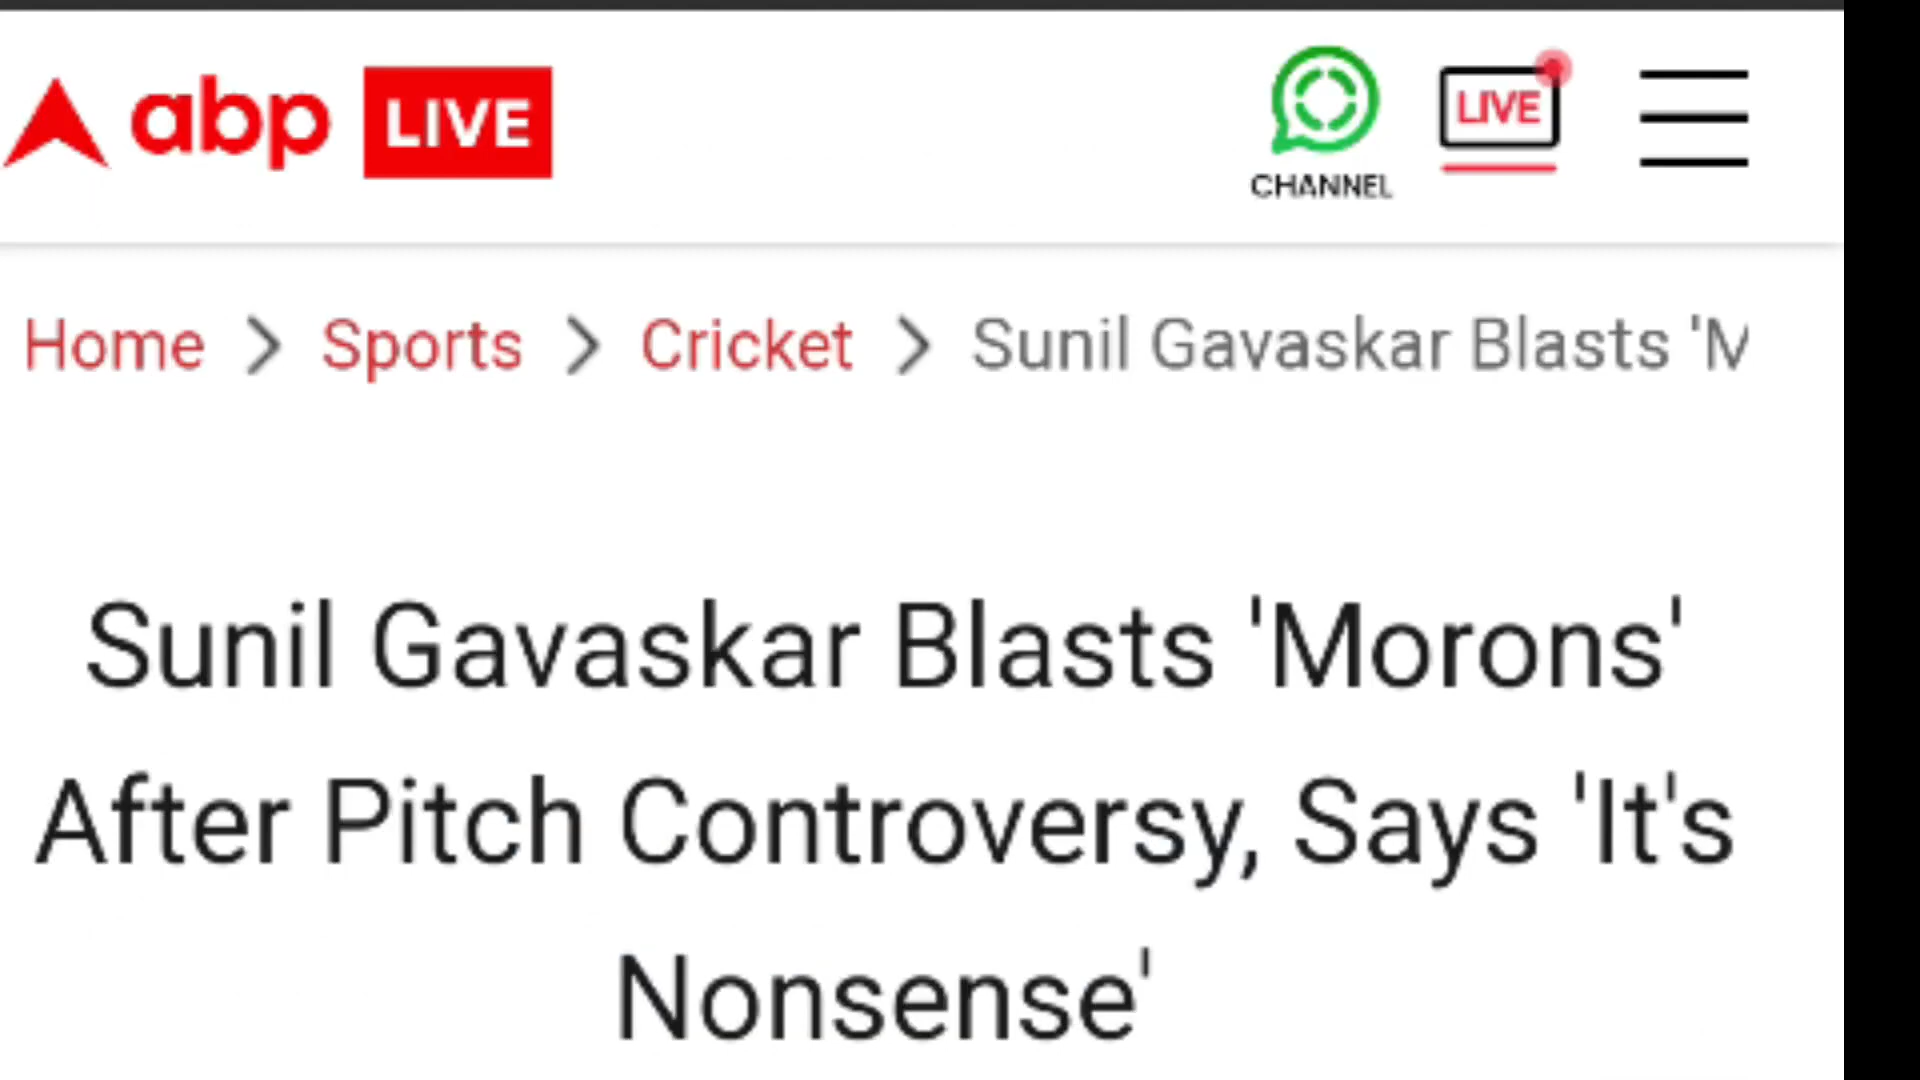 abp LIVE
CHANNEL
LIVE
Home > Sports > Cricket > Sunil Gavaskar Blasts 'M
Sunil Gavaskar Blasts 'Morons'
After Pitch Controversy, Says 'It's
Nonsense'